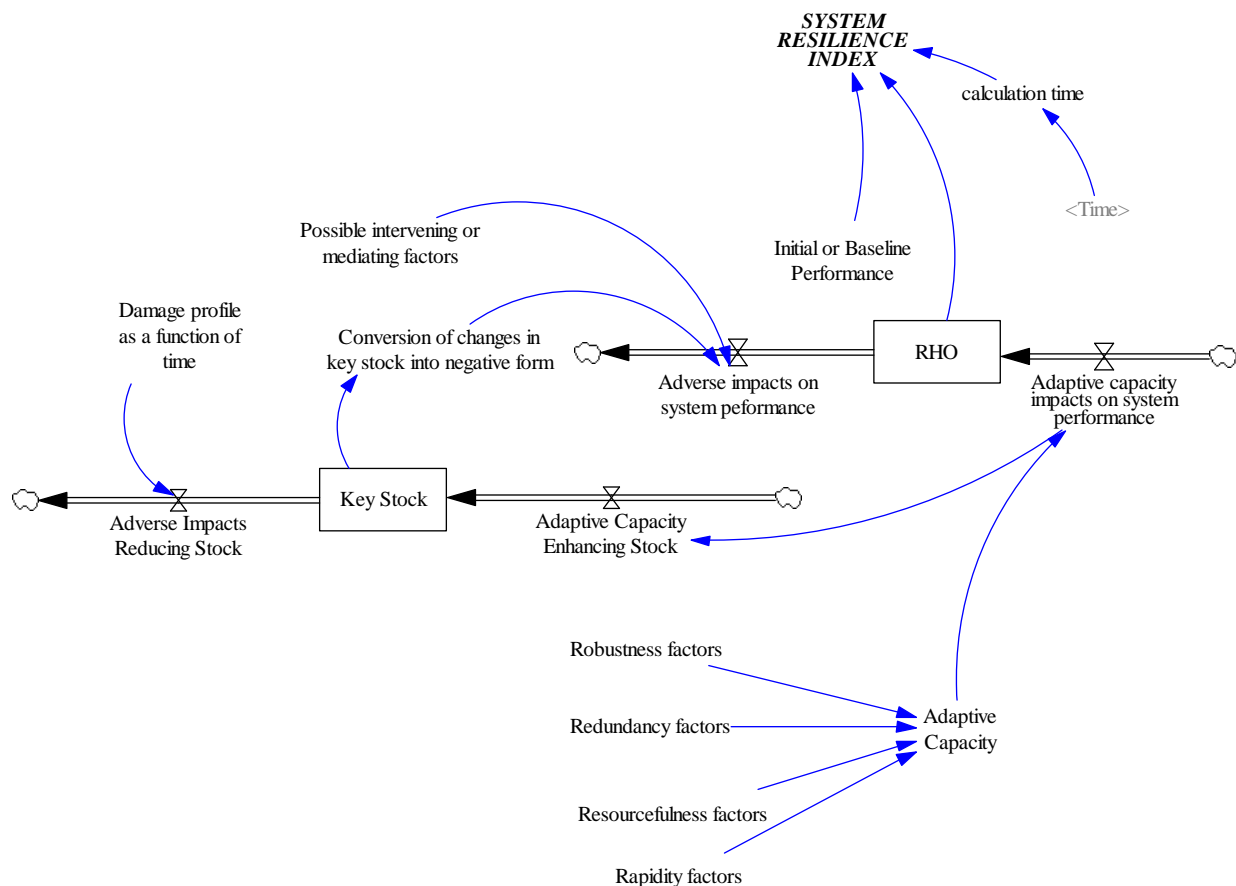 SYSTEM
RESILIENCE
INDEX
calculation time
<Time>
Possible intervening or
mediating factors
Initial or Baseline
Performance
Damage profile
as a function of
time
Conversion of changes in
key stock into negative form
RHO
Adverse impacts on
system peformance
Adaptive capacity
impacts on system
performance
Key Stock
Adverse Impacts
Reducing Stock
Adaptive Capacity
Enhancing Stock
Robustness factors
Redundancy factors
Adaptive
Capacity
Resourcefulness factors
Rapidity factors